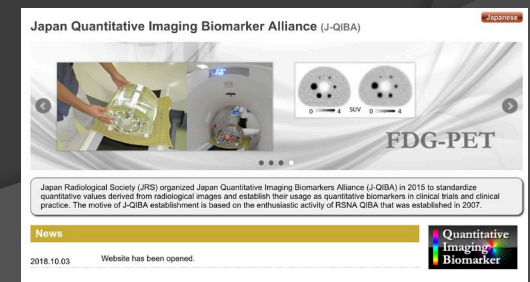 Japanese
Japan Quantitative Imaging Biomarker Alliance (J-QIBA)
0 4 SUV 0 4
FDG-PET
Japan Radiological Society (JRS) organized Japan Quantitative Imaging Biomarkers Alliance (J-QIBA) in 2015 to standardize
quantitative values derived from radiological images and establish their usage as quantitative biomarkers in clinical trials and clinical
practice. The motive of J-QIBA establishment is based on the enthusiastic activity of RSNA QIBA that was established in 2007.
News
2018.10.03 Website has been opened.
Quantitative
Imaging
Biomarker